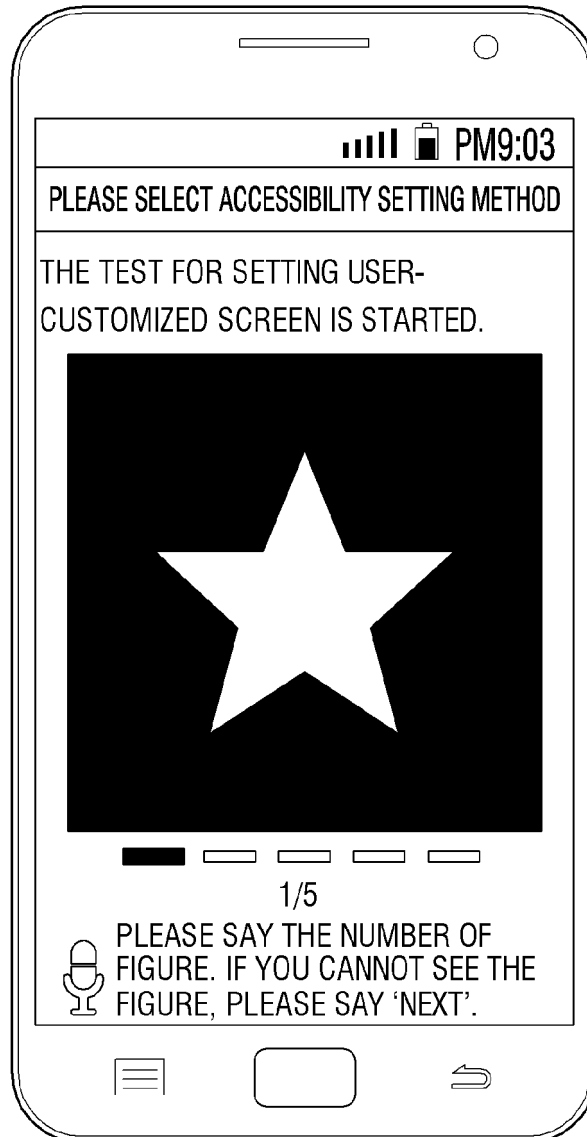 PM9:03
PLEASE SELECT ACCESSIBILITY SETTING METHOD
THE TEST FOR SETTING USER-
CUSTOMIZED SCREEN IS STARTED.
1/5
PLEASE SAY THE NUMBER OF
FIGURE. IF YOU CANNOT SEE THE
FIGURE, PLEASE SAY ‘NEXT’.